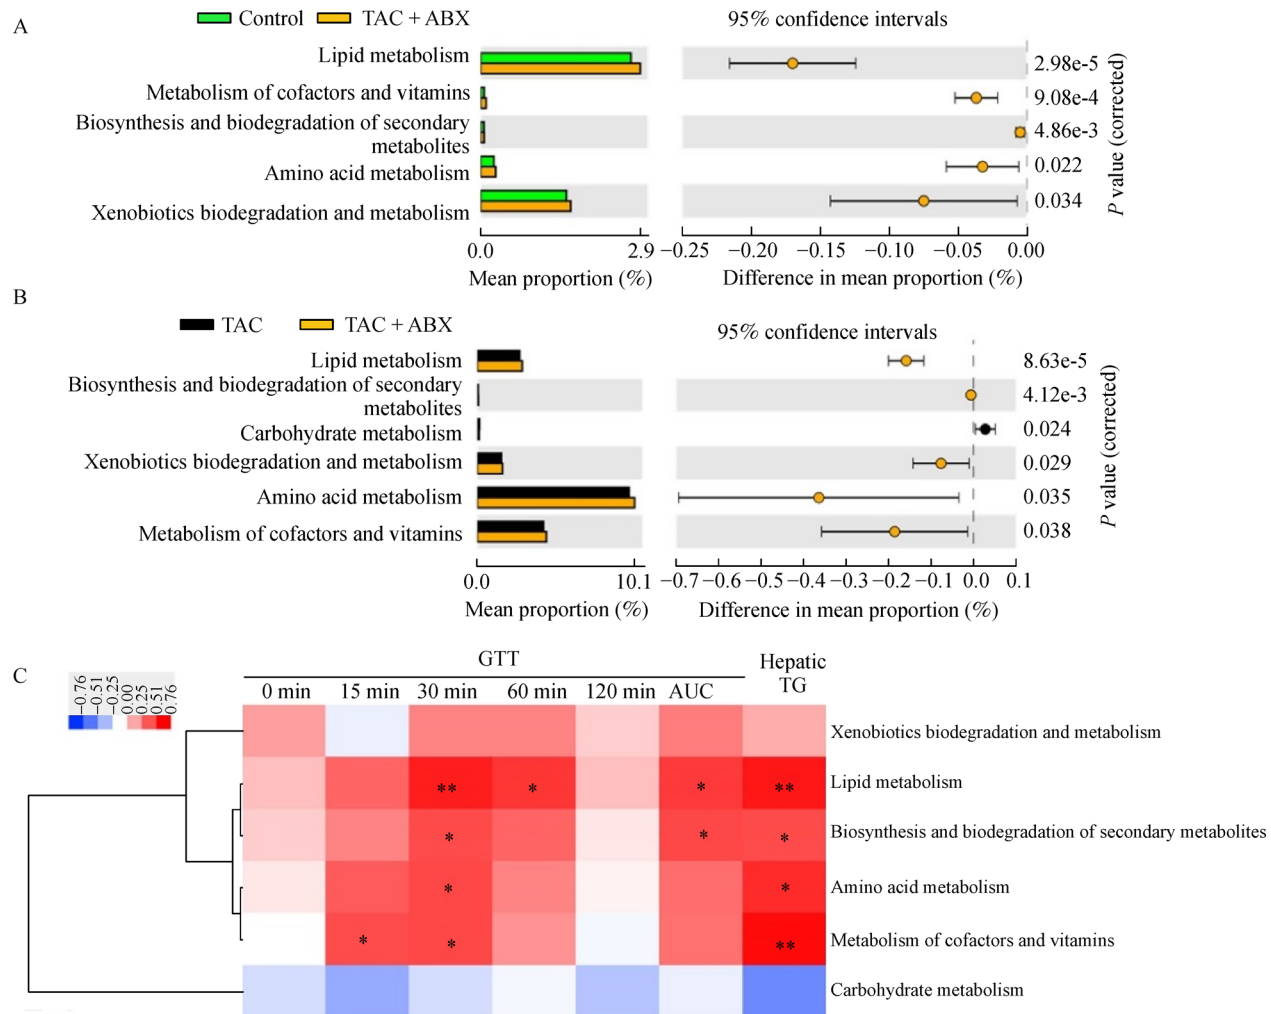 A
Control TAC + ABX 95% confidence intervals
Lipid metabolism 2.98e-5
Metabolism of cofactors and vitamins 9.08e-4
Biosynthesis and biodegradation of secondary
metabolites 4.86e-3
Amino acid metabolism 0.022
Xenobiotics biodegradation and metabolism 0.034
P value (corrected)
0.0 2.9 −0.25 −0.20 −0.15 −0.10 −0.05 0.00
Mean proportion (%) Difference in mean proportion (%)
B
TAC TAC + ABX 95% confidence intervals
Lipid metabolism 8.63e-5
Biosynthesis and biodegradation of secondary
metabolites 4.12e-3
Carbohydrate metabolism 0.024
Xenobiotics biodegradation and metabolism 0.029
Amino acid metabolism 0.035
Metabolism of cofactors and vitamins 0.038
P value (corrected)
0.0 10.1 −0.7 −0.6 −0.5 −0.4 −0.3 −0.2 −0.1 0.0 0.1
Mean proportion (%) Difference in mean proportion (%)
C
−0.76 −0.51 −0.25 0.00 0.25 0.51 0.76
GTT Hepatic
TG
0 min 15 min 30 min 60 min 120 min AUC
Xenobiotics biodegradation and metabolism
** * * ** Lipid metabolism
* * * Biosynthesis and biodegradation of secondary metabolites
* * Amino acid metabolism
* * ** Metabolism of cofactors and vitamins
Carbohydrate metabolism